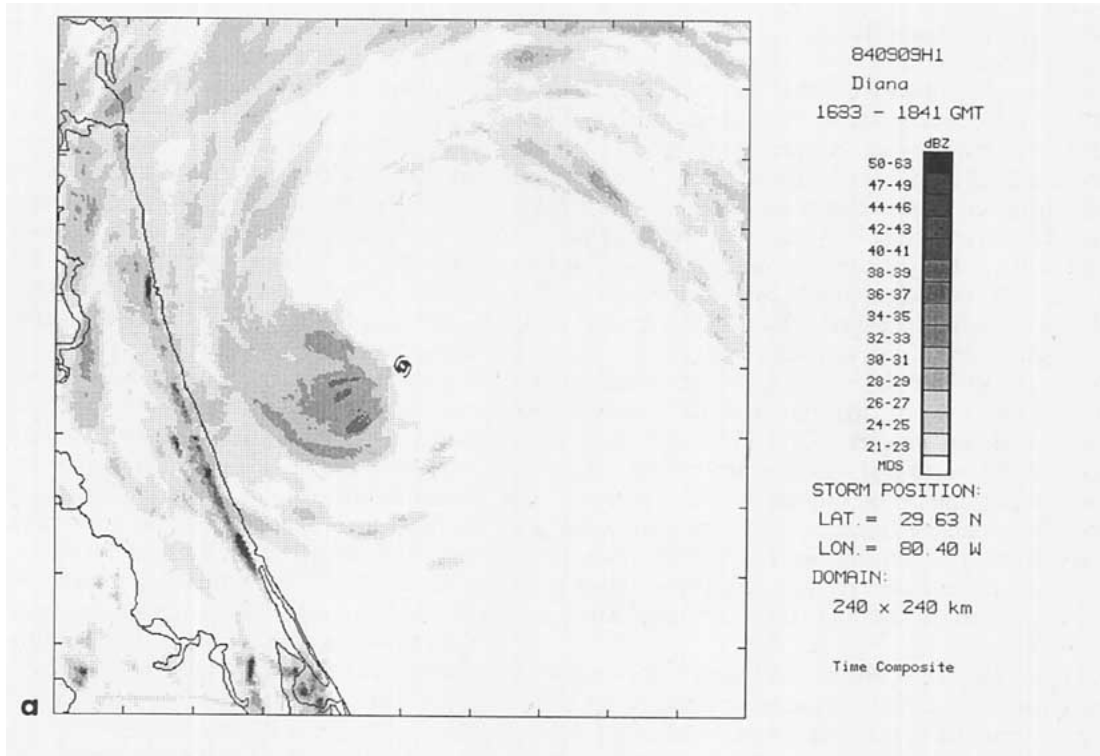 840909H1
Diana
1633 - 1841 GMT
dBZ
50-63
47-49
44-46
42-43
40-41
38-39
36-37
34-35
32-33
30-31
28-29
26-27
24-25
21-23
MDS
STORM POSITION:
LAT.= 29.63 N
LON.= 80.40 W
DOMAIN:
240 x 240 km
Time Composite
a